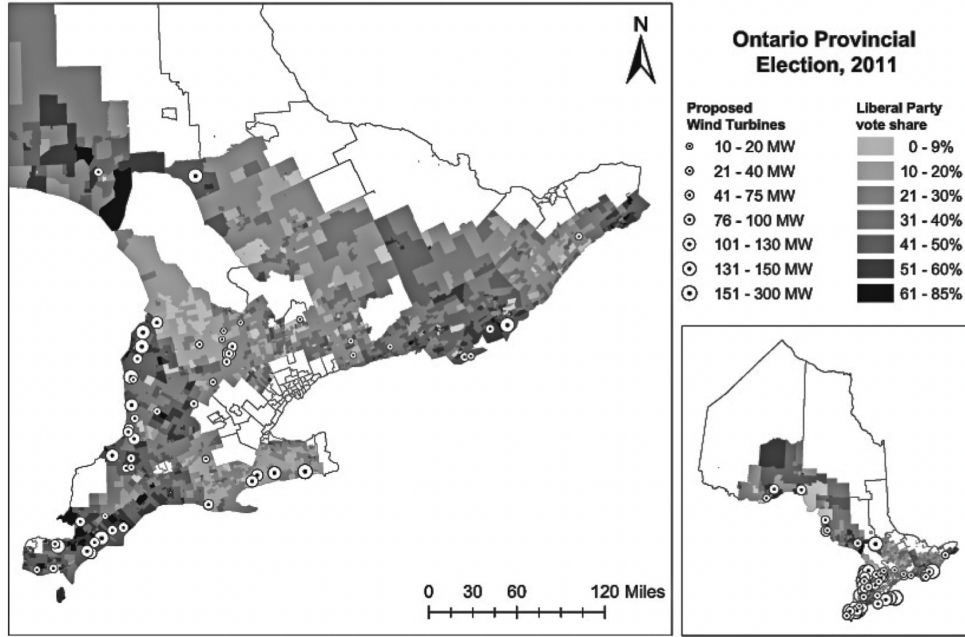 N
0 40 80 120 Miles
Ontario Provincial
Election, 2011
Proposed
Wind Turbines
10 - 20 MW
21 - 40 MW
41 - 75 MW
76 - 100 MW
101 - 130 MW
131 - 150 MW
151 - 300 MW
Liberal Party
vote share
0 - 9%
10 - 20%
21 - 30%
31 - 40%
41 - 50%
51 - 60%
61 - 85%